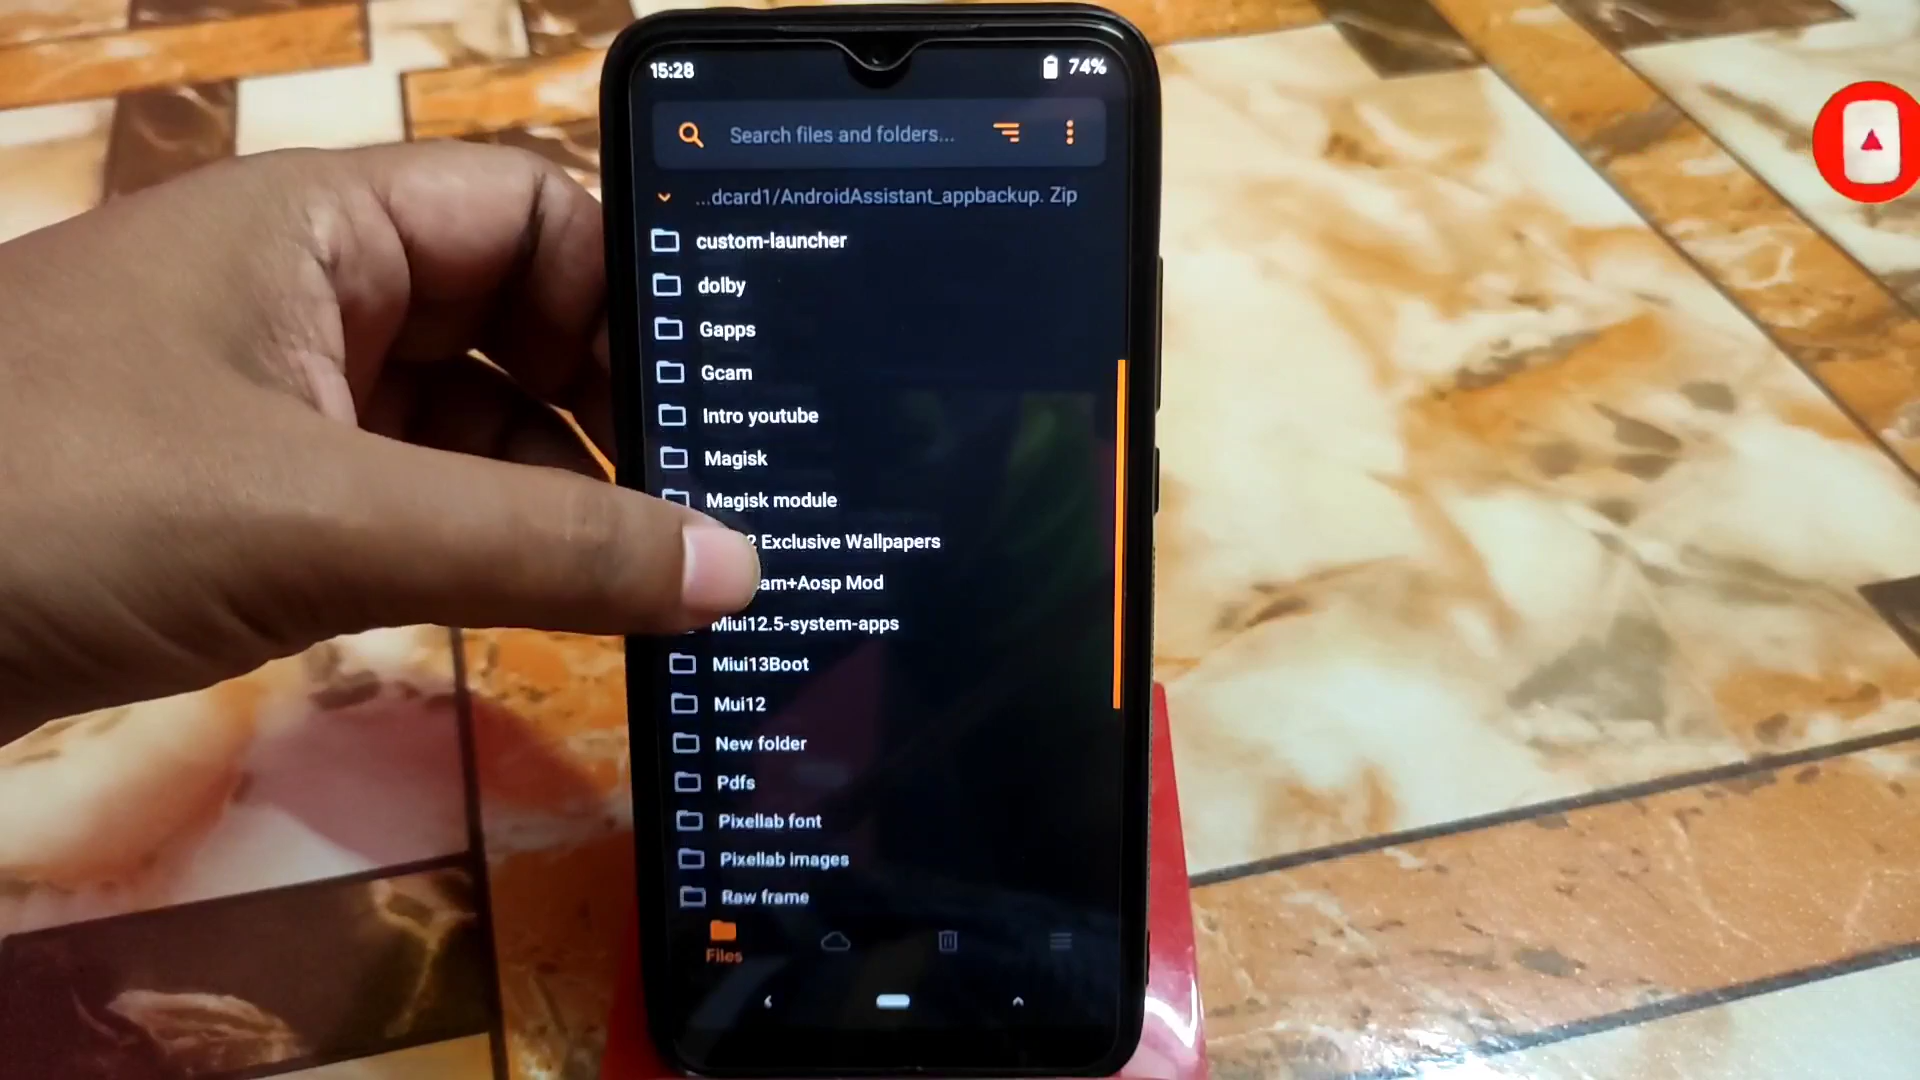 15:28
74%
Search files and folders...
...dcard1/AndroidAssistant_appbackup. Zip
custom-launcher
dolby
Gapps
Gcam
Intro youtube
Magisk
Magisk module
Exclusive Wallpapers
am+Aosp Mod
Miui12.5-system-apps
Miui13Boot
Mui12
New folder
Pdfs
Pixellab font
Pixellab images
Raw frame
Files